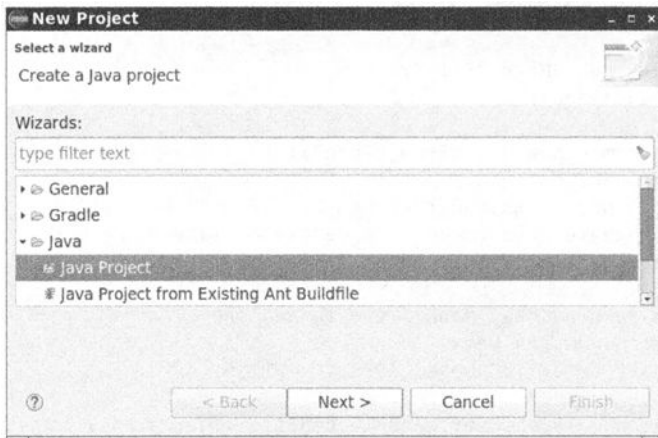 New Project
Select a wizard
Create a Java project
Wizards:
type filter text
General
Gradle
Java
Java Project
Java Project from Existing Ant Buildfile
?
< Back
Next >
Cancel
Finish